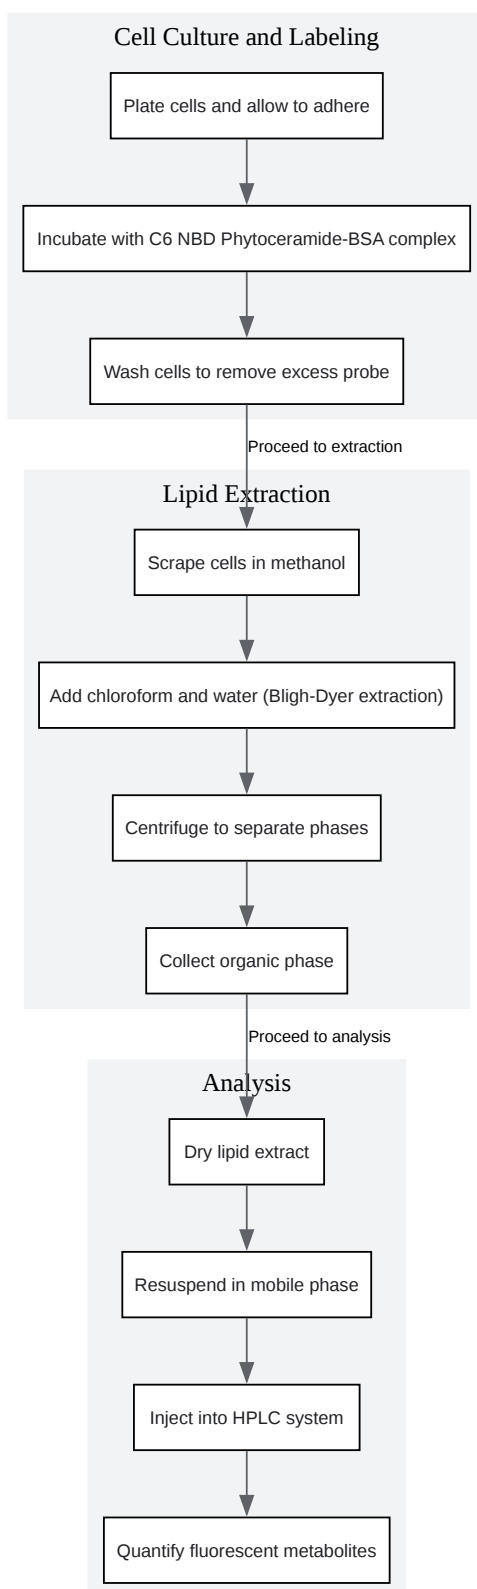 Cell Culture and Labeling
Plate cells and allow to adhere
Incubate with C6 NBD Phytoceramide-BSA complex
Wash cells to remove excess probe
Proceed to extraction
Lipid Extraction
Scrape cells in methanol
Add chloroform and water (Bligh-Dyer extraction)
Centrifuge to separate phases
Collect organic phase
Proceed to analysis
Analysis
Dry lipid extract
Resuspend in mobile phase
Inject into HPLC system
Quantify fluorescent metabolites